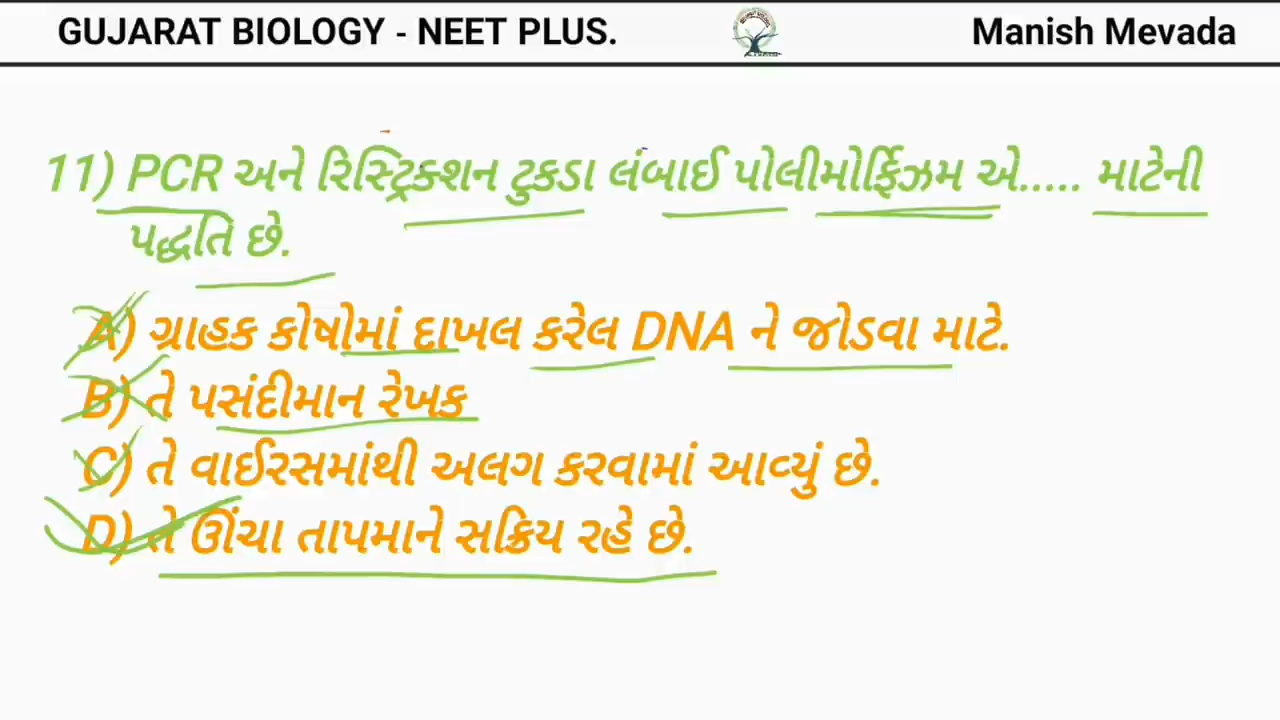 GUJARAT BIOLOGY - NEET PLUS.
Manish Mevada
11) PCR અને રિસ્ટ્રિક્શન ટુકડા લંબાઈ પોલીમોર્ફિઝમ એ..... માટેની
પદ્ધતિ છે.
A) ગ્રાહક કોષોમાં દાખલ કરેલ DNA ને જોડવા માટે.
B) તે પસંદીમાન રેખક
C) તે વાઈરસમાંથી અલગ કરવામાં આવ્યું છે.
D) તે ઊંચા તાપમાને સક્રિય રહે છે.